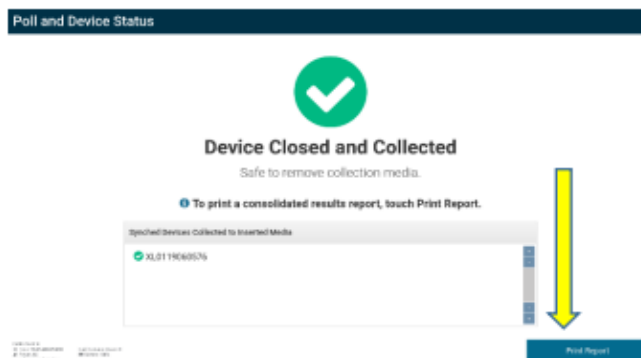 Poll and Device Status
Device Closed and Collected
Safe to remove collection media.
To print a consolidated results report, touch Print Report.
Synched Devices Collected to Inserted Media
XL0119060576
Print Report